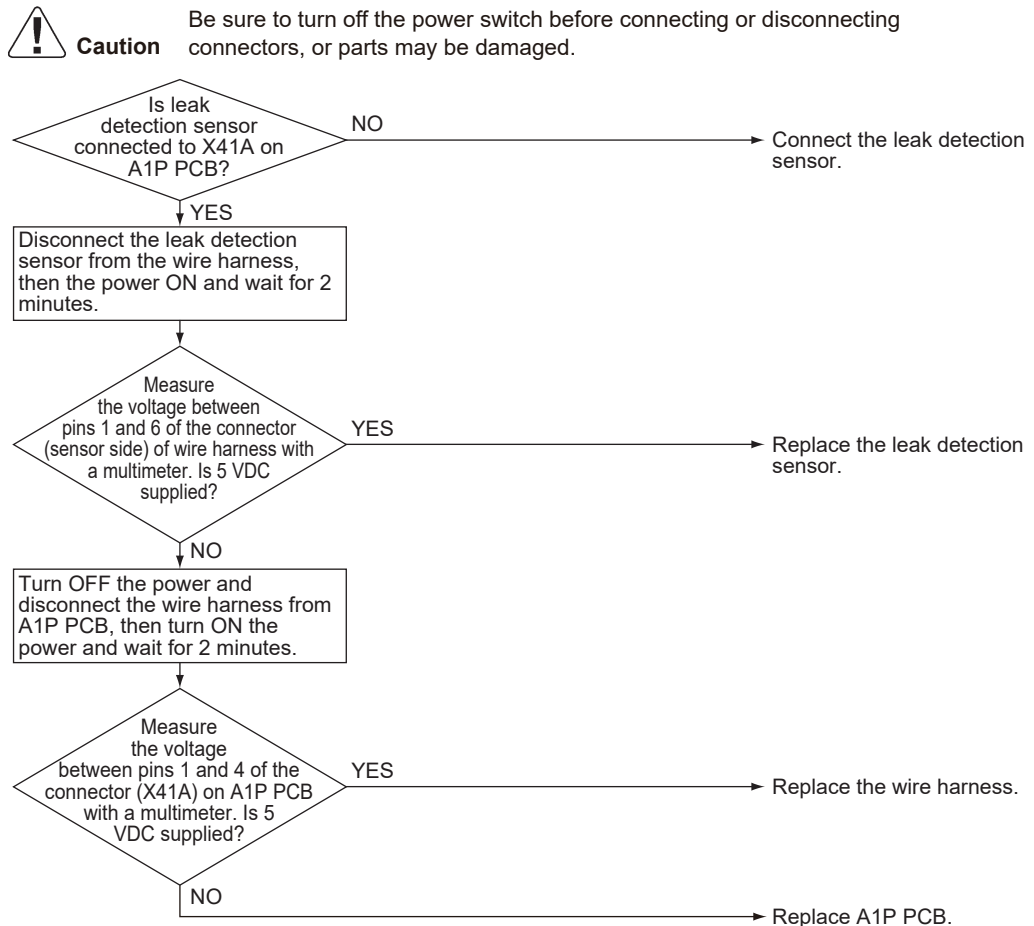 Be sure to turn off the power switch before connecting or disconnecting
Caution connectors, or parts may be damaged.
Is leak
detection sensor
connected to X41A on
A1P PCB?
NO
Connect the leak detection
sensor.
YES
Disconnect the leak detection
sensor from the wire harness,
then the power ON and wait for 2
minutes.
Measure
the voltage between
pins 1 and 6 of the connector
(sensor side) of wire harness with
a multimeter. Is 5 VDC
supplied?
YES
Replace the leak detection
sensor.
NO
Turn OFF the power and
disconnect the wire harness from
A1P PCB, then turn ON the
power and wait for 2 minutes.
Measure
the voltage
between pins 1 and 4 of the
connector (X41A) on A1P PCB
with a multimeter. Is 5
VDC supplied?
YES
Replace the wire harness.
NO
Replace A1P PCB.